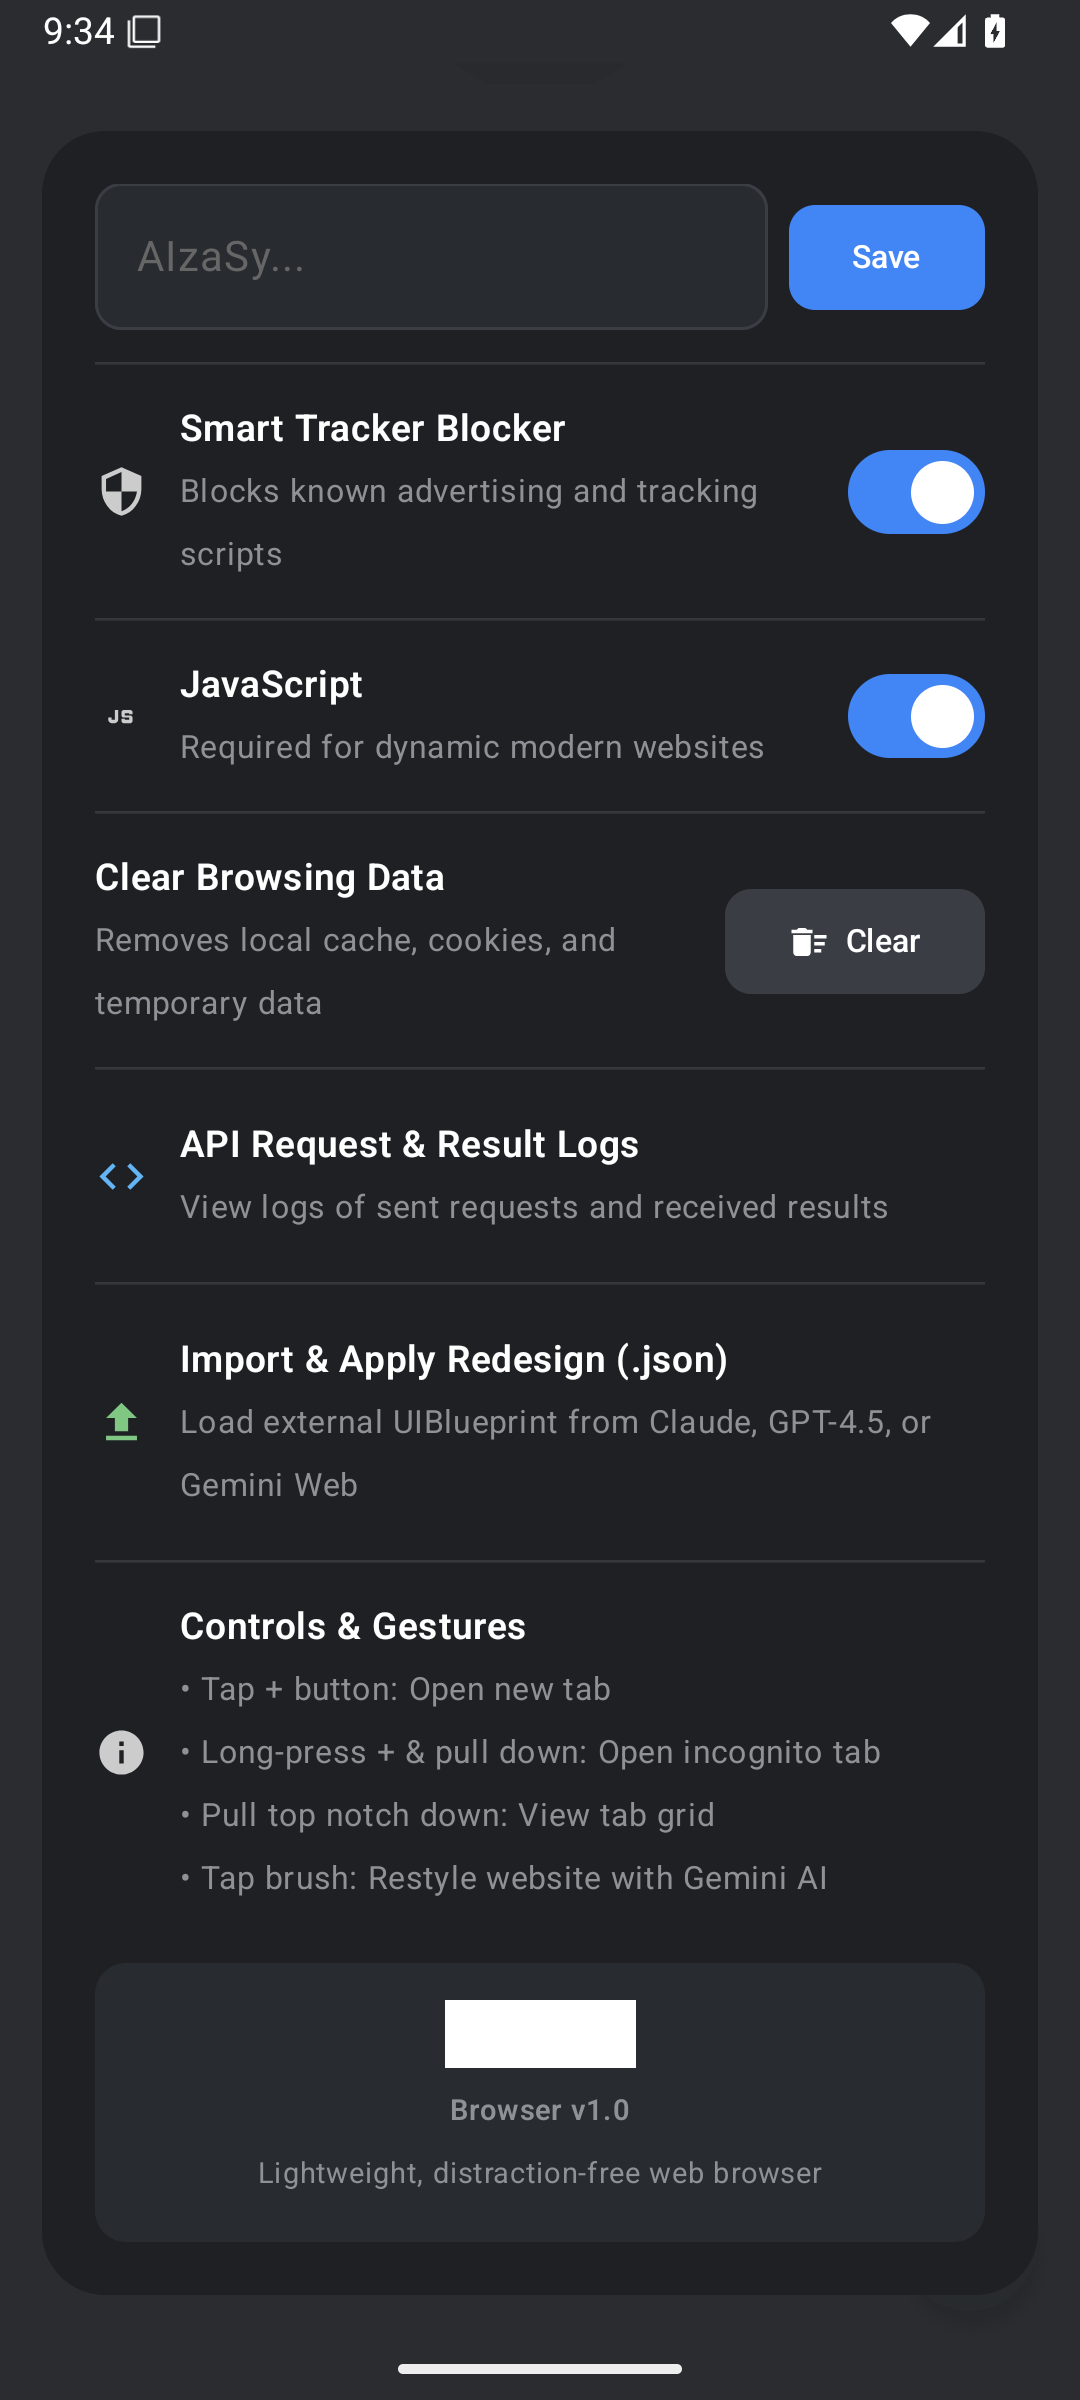 9:34
AIzaSy...
Save
Smart Tracker Blocker
Blocks known advertising and tracking
scripts
JS
JavaScript
Required for dynamic modern websites
Clear Browsing Data
Removes local cache, cookies, and
temporary data
Clear
API Request & Result Logs
View logs of sent requests and received results
Import & Apply Redesign (.json)
Load external UIBlueprint from Claude, GPT-4.5, or
Gemini Web
Controls & Gestures
• Tap + button: Open new tab
• Long-press + & pull down: Open incognito tab
• Pull top notch down: View tab grid
• Tap brush: Restyle website with Gemini AI
Browser v1.0
Lightweight, distraction-free web browser